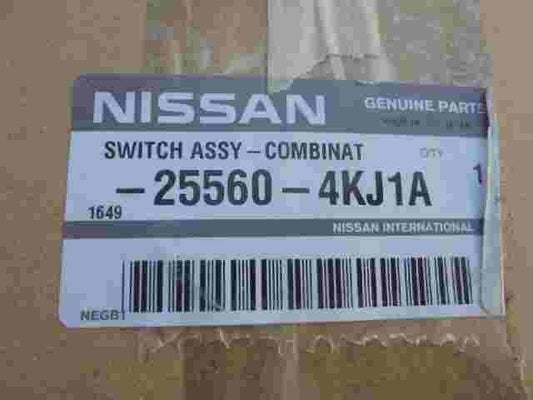 NISSAN
GENUINE PARTS
SWITCH ASSY-COMBINAT QTY
-25560-4KJ1A 1
1649
NISSAN INTERNATIONAL
NEGB1